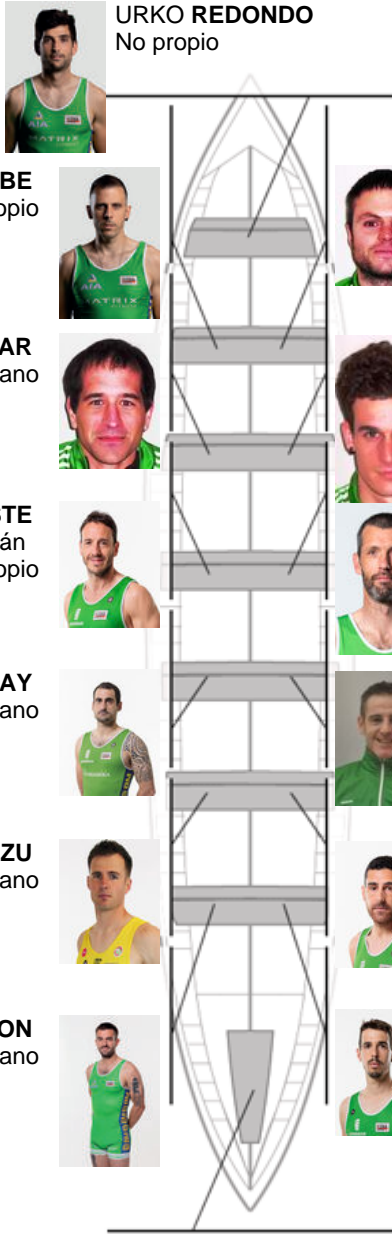 URKO REDONDO
No propio
BE
opio
AR
ano
STE
án
opio
AY
ano
ZU
ano
ON
ano